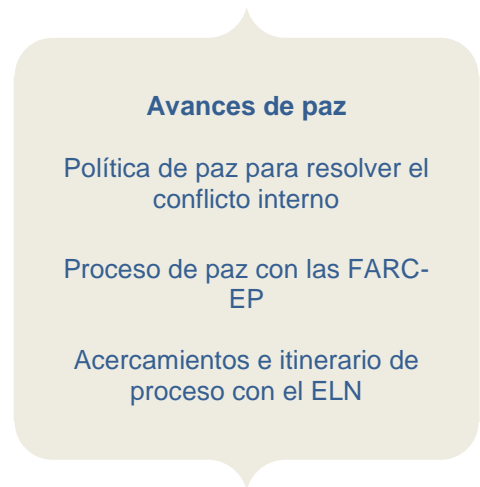 Avances de paz
Política de paz para resolver el
conflicto interno
Proceso de paz con las FARC-
EP
Acercamientos e itinerario de
proceso con el ELN